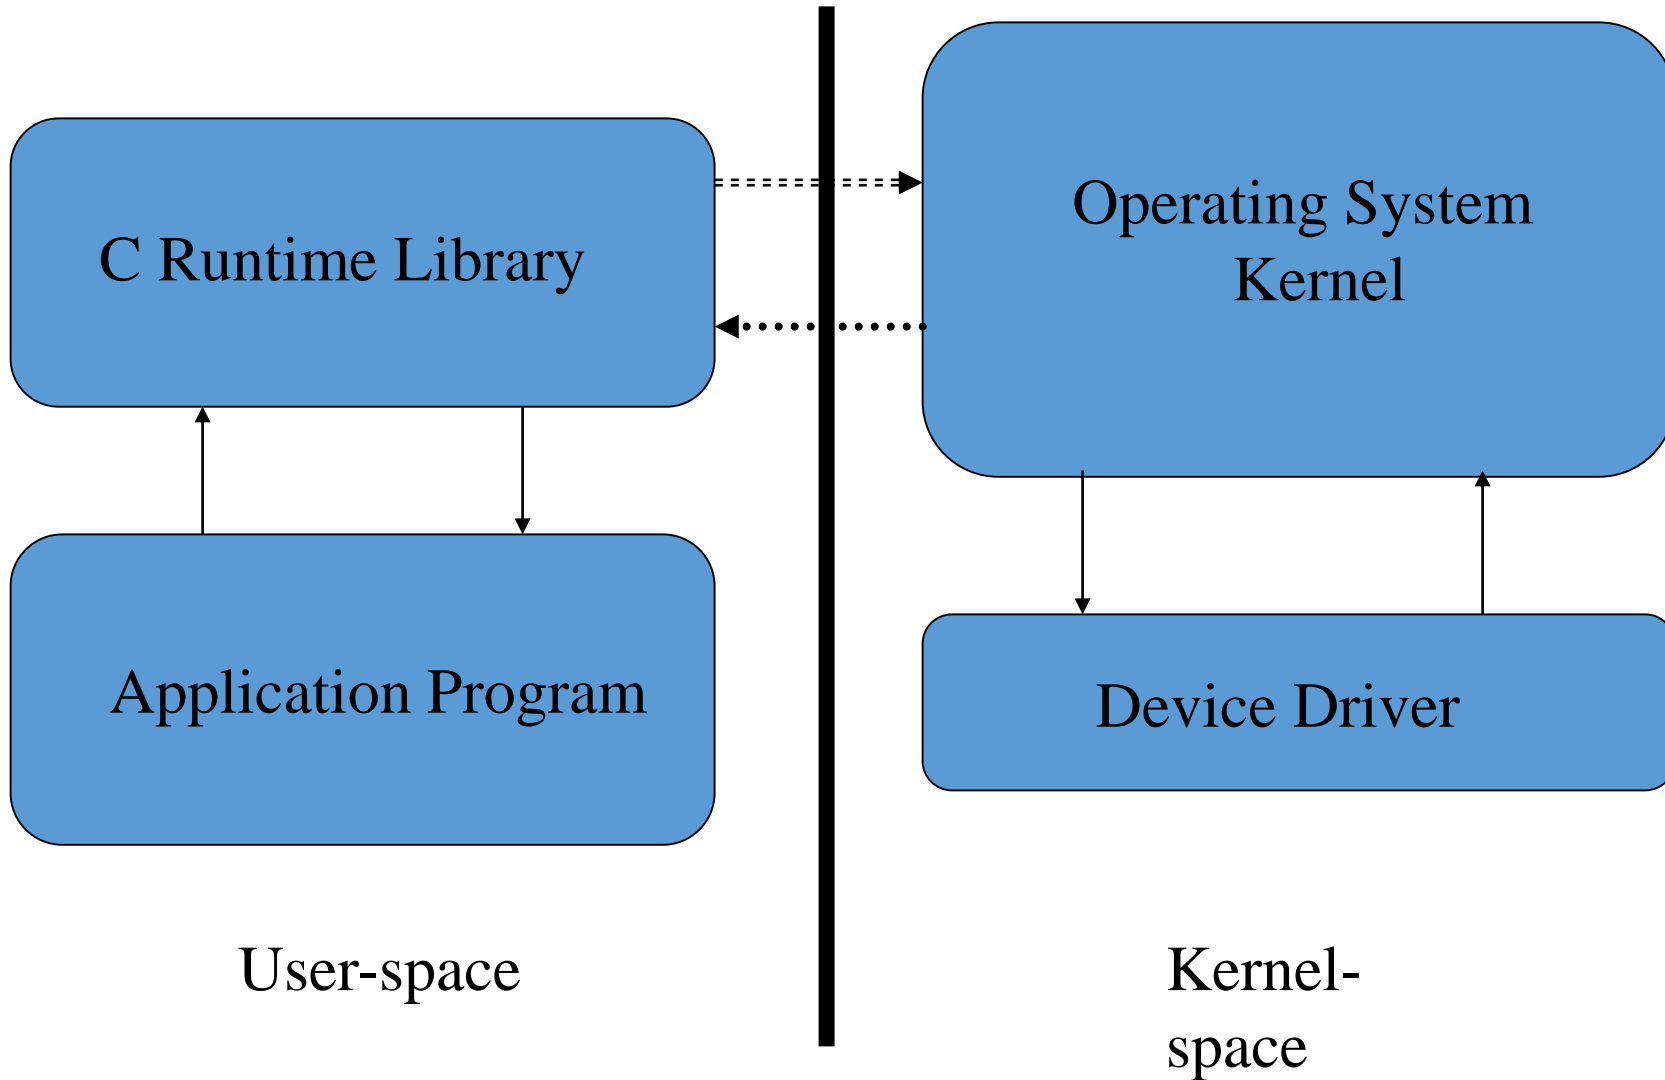 C Runtime Library
Application Program
User-space
Operating System
Kernel
Device Driver
Kernel-
space